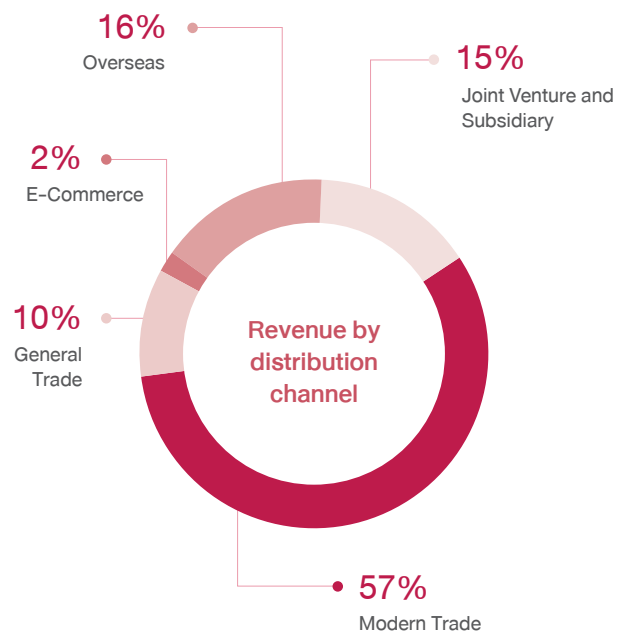 16%
Overseas
15%
Joint Venture and
Subsidiary
2%
E-Commerce
10%
General
Trade
Revenue by
distribution
channel
57%
Modern Trade